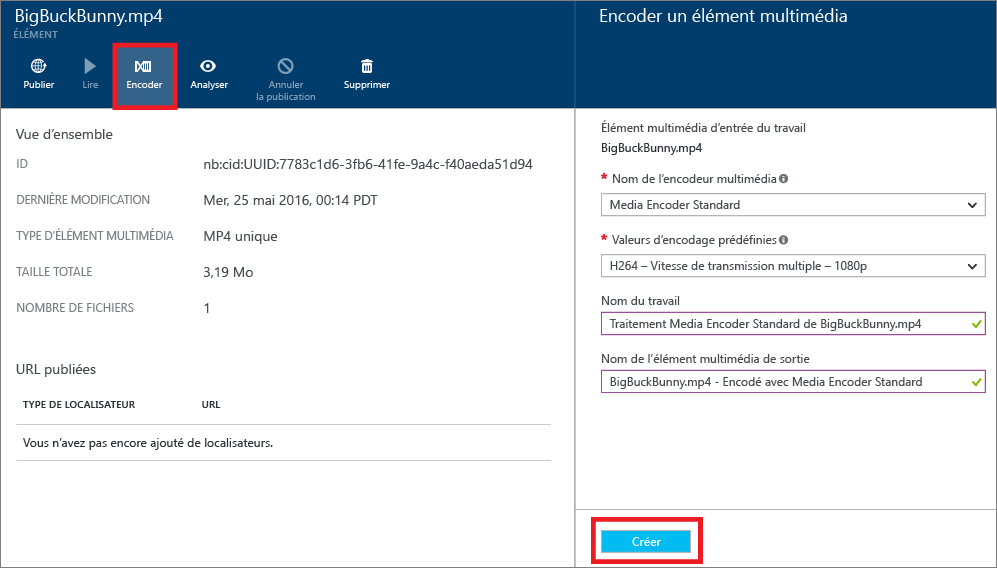 BigBuckBunny.mp4
ÉLÉMENT
Publier
Lire
Encoder
Analyser
Annuler
la publication
Supprimer
Vue d’ensemble
ID nb:cid:UUID:7783c1d6-3fb6-41fe-9a4c-f40aeda51d94
DERNIÈRE MODIFICATION Mer, 25 mai 2016, 00:14 PDT
TYPE D’ÉLÉMENT MULTIMÉDIA MP4 unique
TAILLE TOTALE 3,19 Mo
NOMBRE DE FICHIERS 1
URL publiées
TYPE DE LOCALISATEUR URL
Vous n’avez pas encore ajouté de localisateurs.
Encoder un élément multimédia
Élément multimédia d’entrée du travail
BigBuckBunny.mp4
* Nom de l’encodeur multimédia
Media Encoder Standard
* Valeurs d’encodage prédéfinies
H264 – Vitesse de transmission multiple – 1080p
Nom du travail
Traitement Media Encoder Standard de BigBuckBunny.mp4
Nom de l’élément multimédia de sortie
BigBuckBunny.mp4 - Encodé avec Media Encoder Standard
Créer